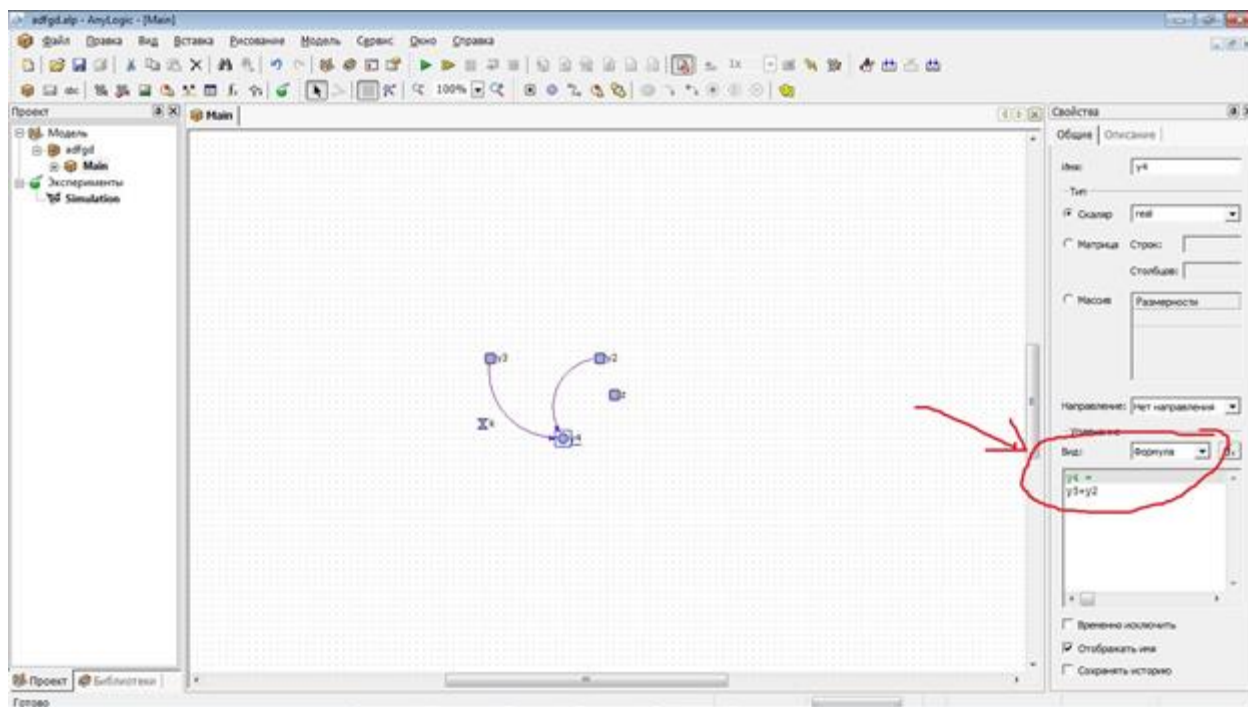 adfgd.alp - AnyLogic - [Main]
Файл Правка Вид Вставка Рисование Модель Сервис Окно Справка
100%
Проект
Main
Свойства
Модель
adfgd
Main
Эксперименты
Simulation
Общие Описание
Имя: y4
Тип
Скаляр real
Матрица Строк:
Столбцов:
Массив Размерности
y3
y2
z
x
y4
Направление: Нет направления
Уравнение
Вид: Формула
y4 =
y3+y2
Временно исключить
Отображать имя
Сохранять историю
Проект Библиотеки
Готово